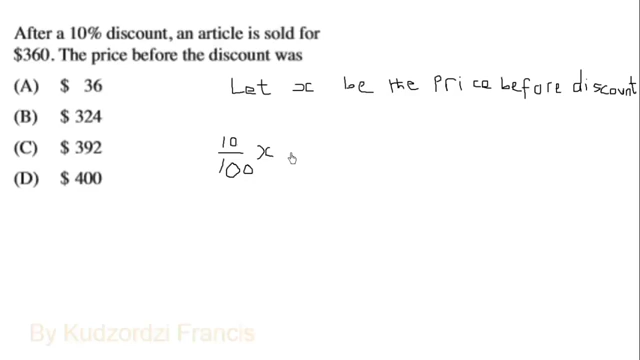 After a 10% discount, an article is sold for
$360. The price before the discount was
(A) $ 36
(B) $ 324
(C) $ 392
(D) $ 400
Let x be the Price before discount
10/100 x
By Kudzordzi Francis